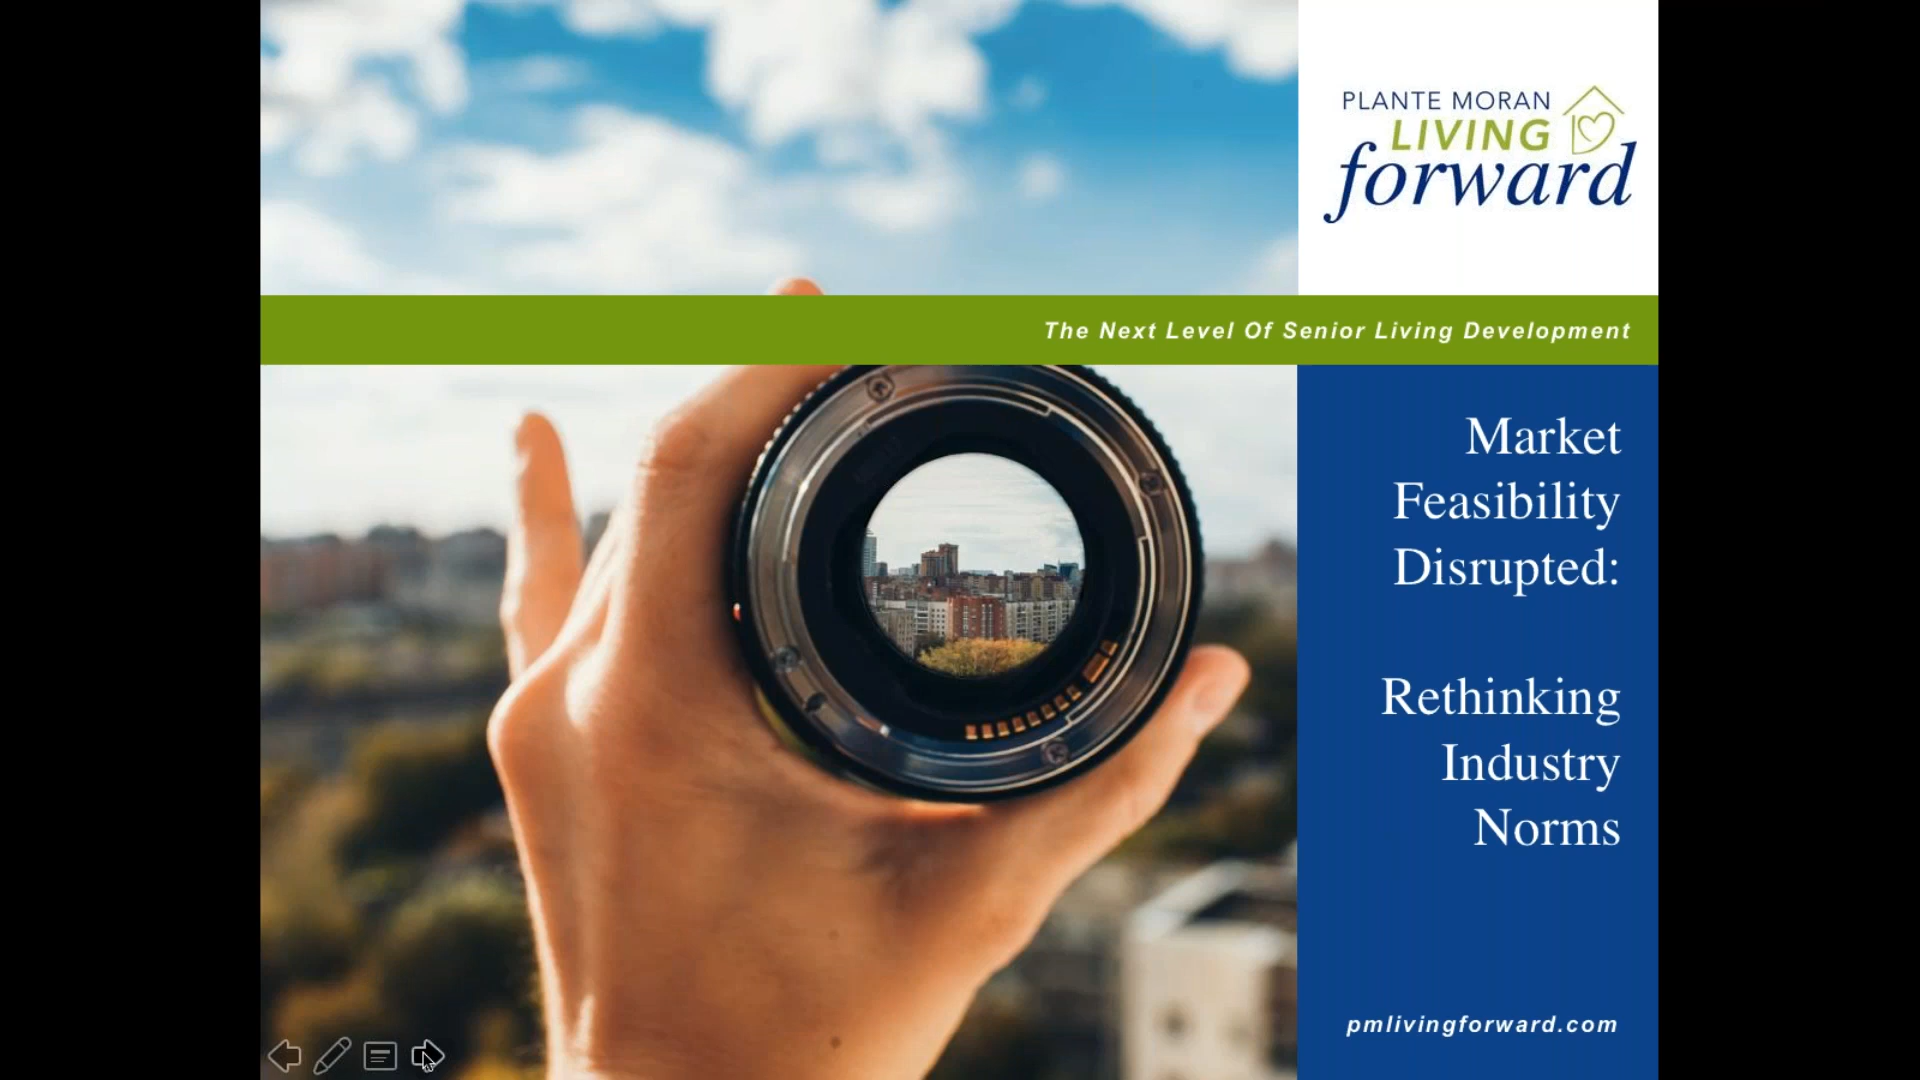 PLANTE MORAN
LIVING
forward
The Next Level Of Senior Living Development
Market
Feasibility
Disrupted:
Rethinking
Industry
Norms
pmlivingforward.com